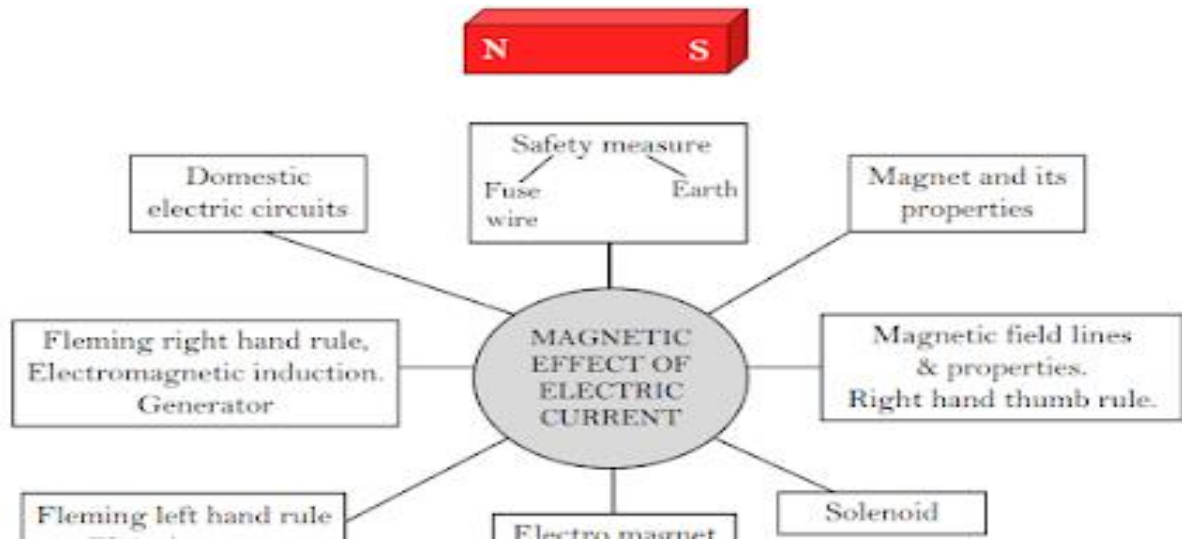 N S
Safety measure
Fuse
wire
Earth
Domestic
electric circuits
Magnet and its
properties
MAGNETIC
EFFECT OF
ELECTRIC
CURRENT
Fleming right hand rule,
Electromagnetic induction.
Generator
Magnetic field lines
& properties.
Right hand thumb rule.
Fleming left hand rule
Electro magnet
Solenoid